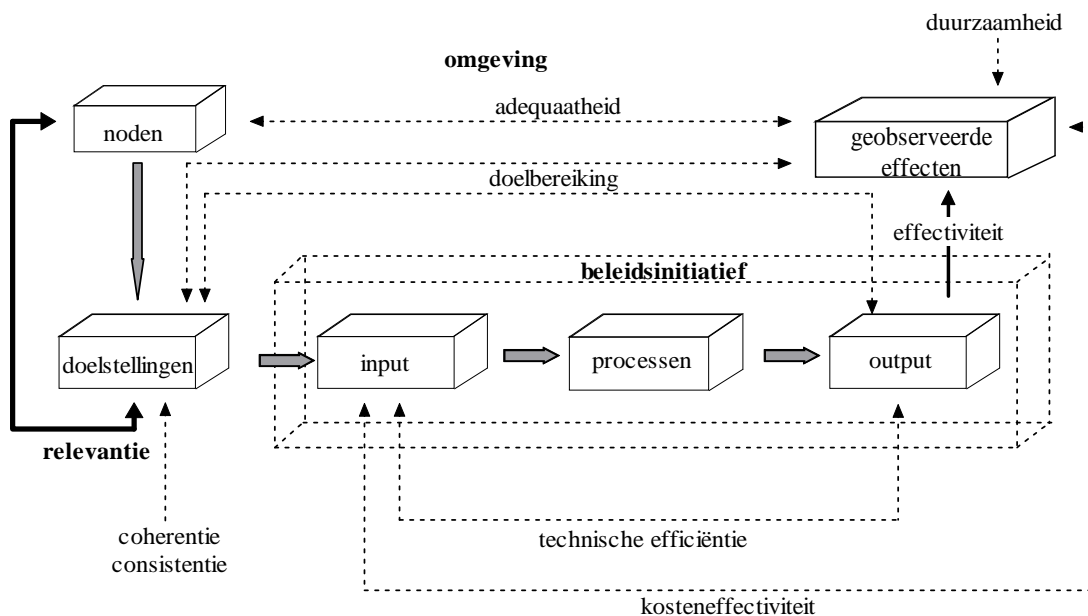 duurzaamheid
omgeving
adequaatheid
noden
geobserveerde
effecten
doelbereiking
effectiviteit
beleidsinitiatief
doelstellingen
input
processen
output
relevantie
coherentie
consistentie
technische efficiëntie
kosteneffectiviteit